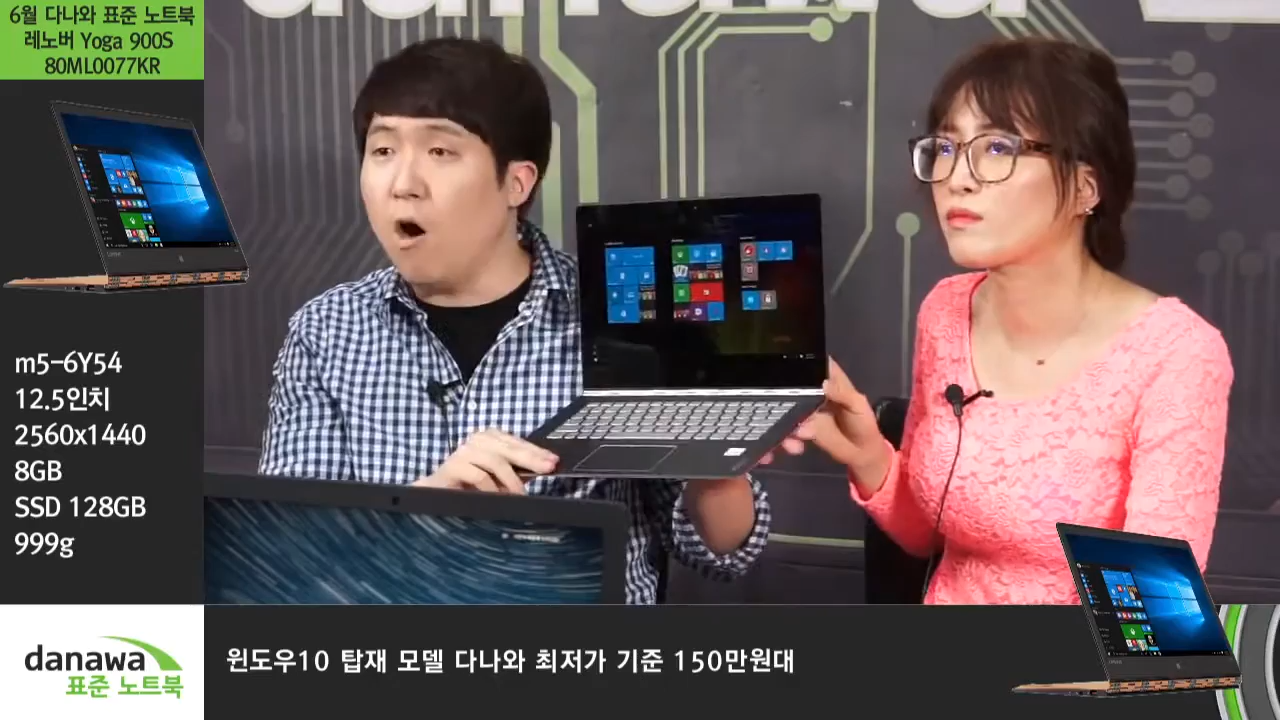 6월 다나와 표준 노트북
레노버 Yoga 900S
80ML0077KR
danawa
m5-6Y54
12.5인치
2560x1440
8GB
SSD 128GB
999g
danawa
표준 노트북
윈도우10 탑재 모델 다나와 최저가 기준 150만원대